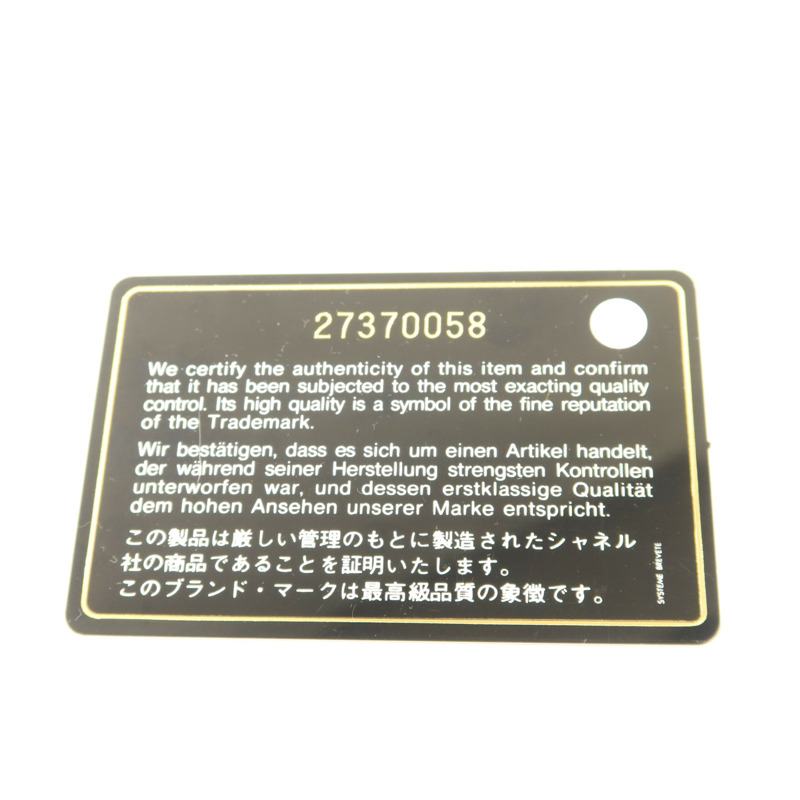 27370058
We certify the authenticity of this item and confirm
that it has been subjected to the most exacting quality
control. Its high quality is a symbol of the fine reputation
of the Trademark.
Wir bestätigen, dass es sich um einen Artikel handelt,
der während seiner Herstellung strengsten Kontrollen
unterworfen war, und dessen erstklassige Qualität
dem hohen Ansehen unserer Marke entspricht.
この製品は厳しい管理のもとに製造されたシャネル
社の商品であることを証明いたします。
このブランド・マークは最高級品質の象徴です。
SYSTEME BREVETE